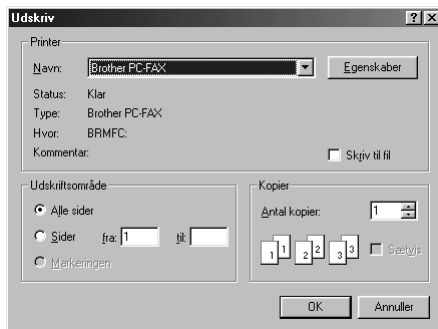 Udskriv
Printer
Navn: Brother PC-FAX Egenskaber
Status: Klar
Type: Brother PC-FAX
Hvor: BRMFC:
Kommentar: Skriv til fil
Udskriftsområde
Alle sider
Sider fra: 1 til:
Markeringen
Kopier
Antal kopier: 1
1 1 2 2 3 3 Sætvis
OK Annuller